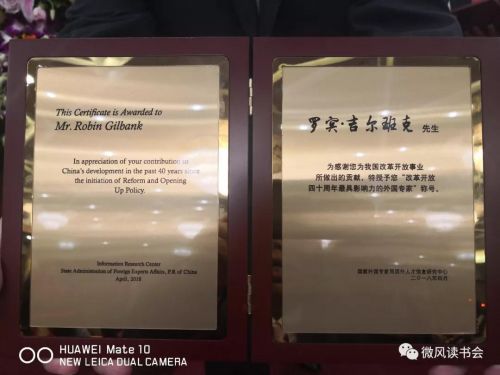 This Certificate is Awarded to
Mr. Robin Gilbank
In appreciation of your contribution to
China's development in the past 40 years since
the initiation of Reform and Opening
Up Policy.
Information Research Center
State Administration of Foreign Experts Affairs, P.R. of China
April, 2018
罗宾·吉尔班克 先生
为感谢您为我国改革开放事业
所做出的贡献，特授予您“改革开放
四十周年最具影响力的外国专家”称号。
国家外国专家局国外人才信息研究中心
二〇一八年四月
HUAWEI Mate 10
NEW LEICA DUAL CAMERA
微风读书会